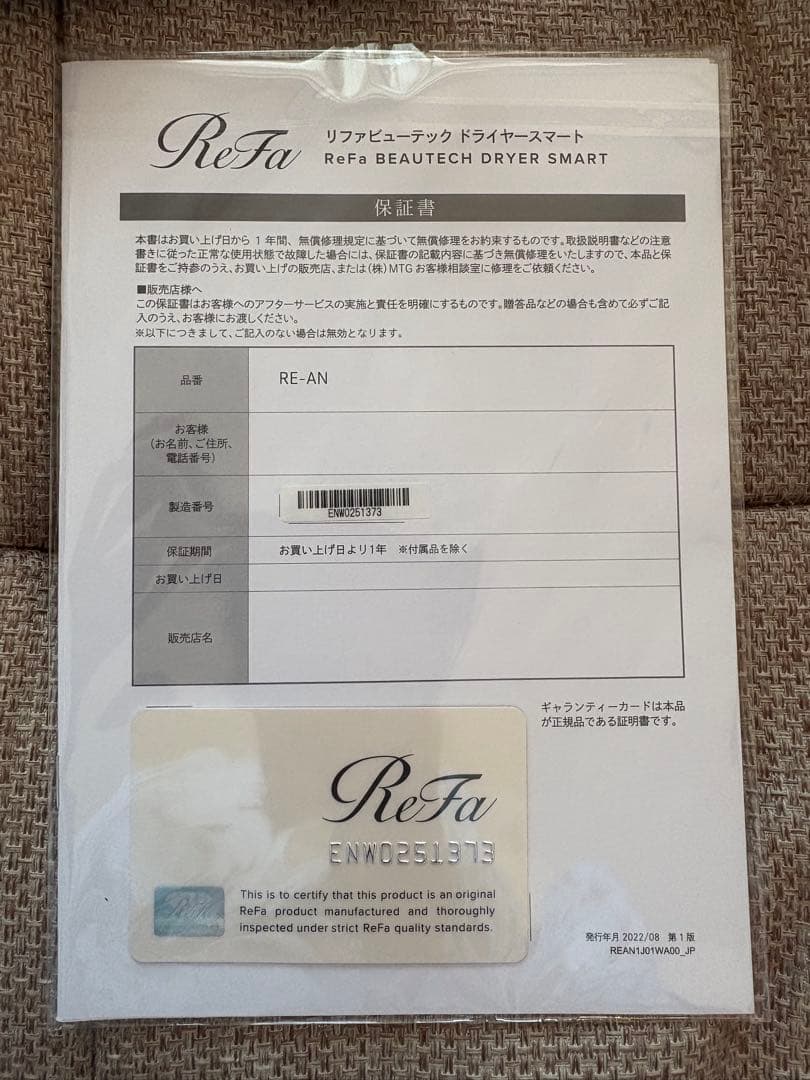 ReFa
リファビューテック ドライヤースマート
ReFa BEAUTECH DRYER SMART
保証書
本書はお買い上げ日から 1 年間、無償修理規定に基づいて無償修理をお約束するものです。取扱説明書などの注意
書きに従った正常な使用状態で故障した場合には、保証書の記載内容に基づき無償修理をいたしますので、本品と保
証書をご持参のうえ、お買い上げの販売店、または(株)MTG お客様相談室に修理をご依頼ください。
■販売店様へ
この保証書はお客様へのアフターサービスの実施と責任を明確にするものです。贈答品などの場合も含めて必ずご記
入のうえ、お客様にお渡しください。
※以下につきまして、ご記入のない場合は無効となります。
品番
RE-AN
お客様
(お名前、ご住所、
電話番号)
製造番号
ENW0251373
保証期間
お買い上げ日より1年 ※付属品を除く
お買い上げ日
販売店名
ギャランティーカードは本品
が正規品である証明書です。
ReFa
ENW0251373
ReFa
This is to certify that this product is an original
ReFa product manufactured and thoroughly
inspected under strict ReFa quality standards.
発行年月 2022/08 第1版
REAN1J01WA00_JP